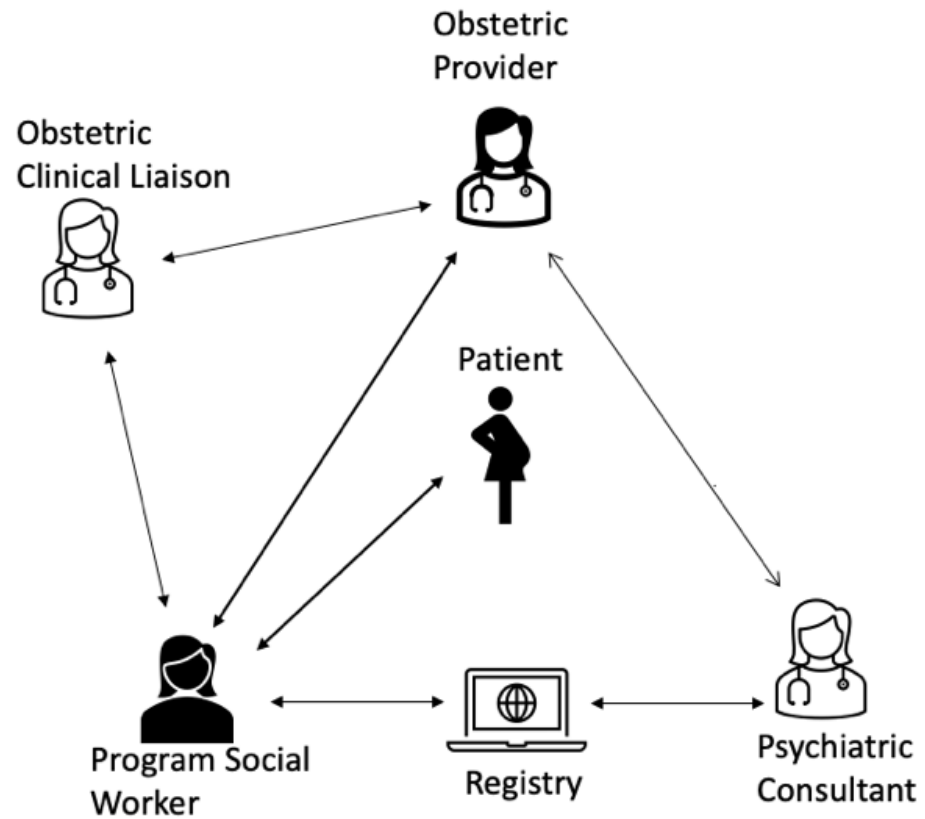 Obstetric
Provider
Obstetric
Clinical Liaison
Patient
Program Social
Worker
Registry
Psychiatric
Consultant